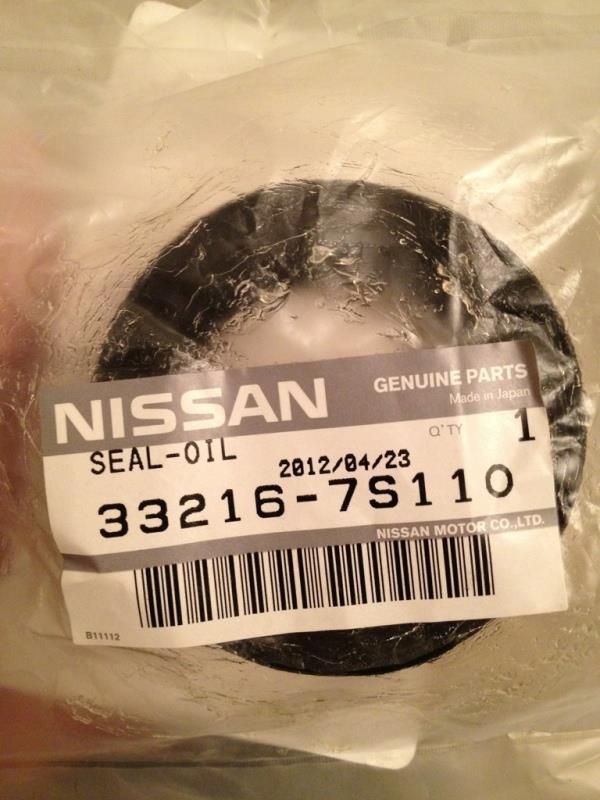 NISSAN GENUINE PARTS
Made in Japan
SEAL-OIL Q'TY 1
2012/04/23
33216-7S110
NISSAN MOTOR CO.,LTD.
B11112